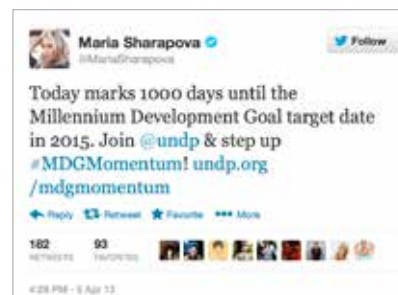 Maria Sharapova
@MariaSharapova
Follow
Today marks 1000 days until the
Millennium Development Goal target date
in 2015. Join @undp & step up
#MDGMomentum! undp.org
/mdgmomentum
Reply Retweet Favorite More
182 93
RETWEETS FAVORITES
4:28 PM - 5 Apr 13